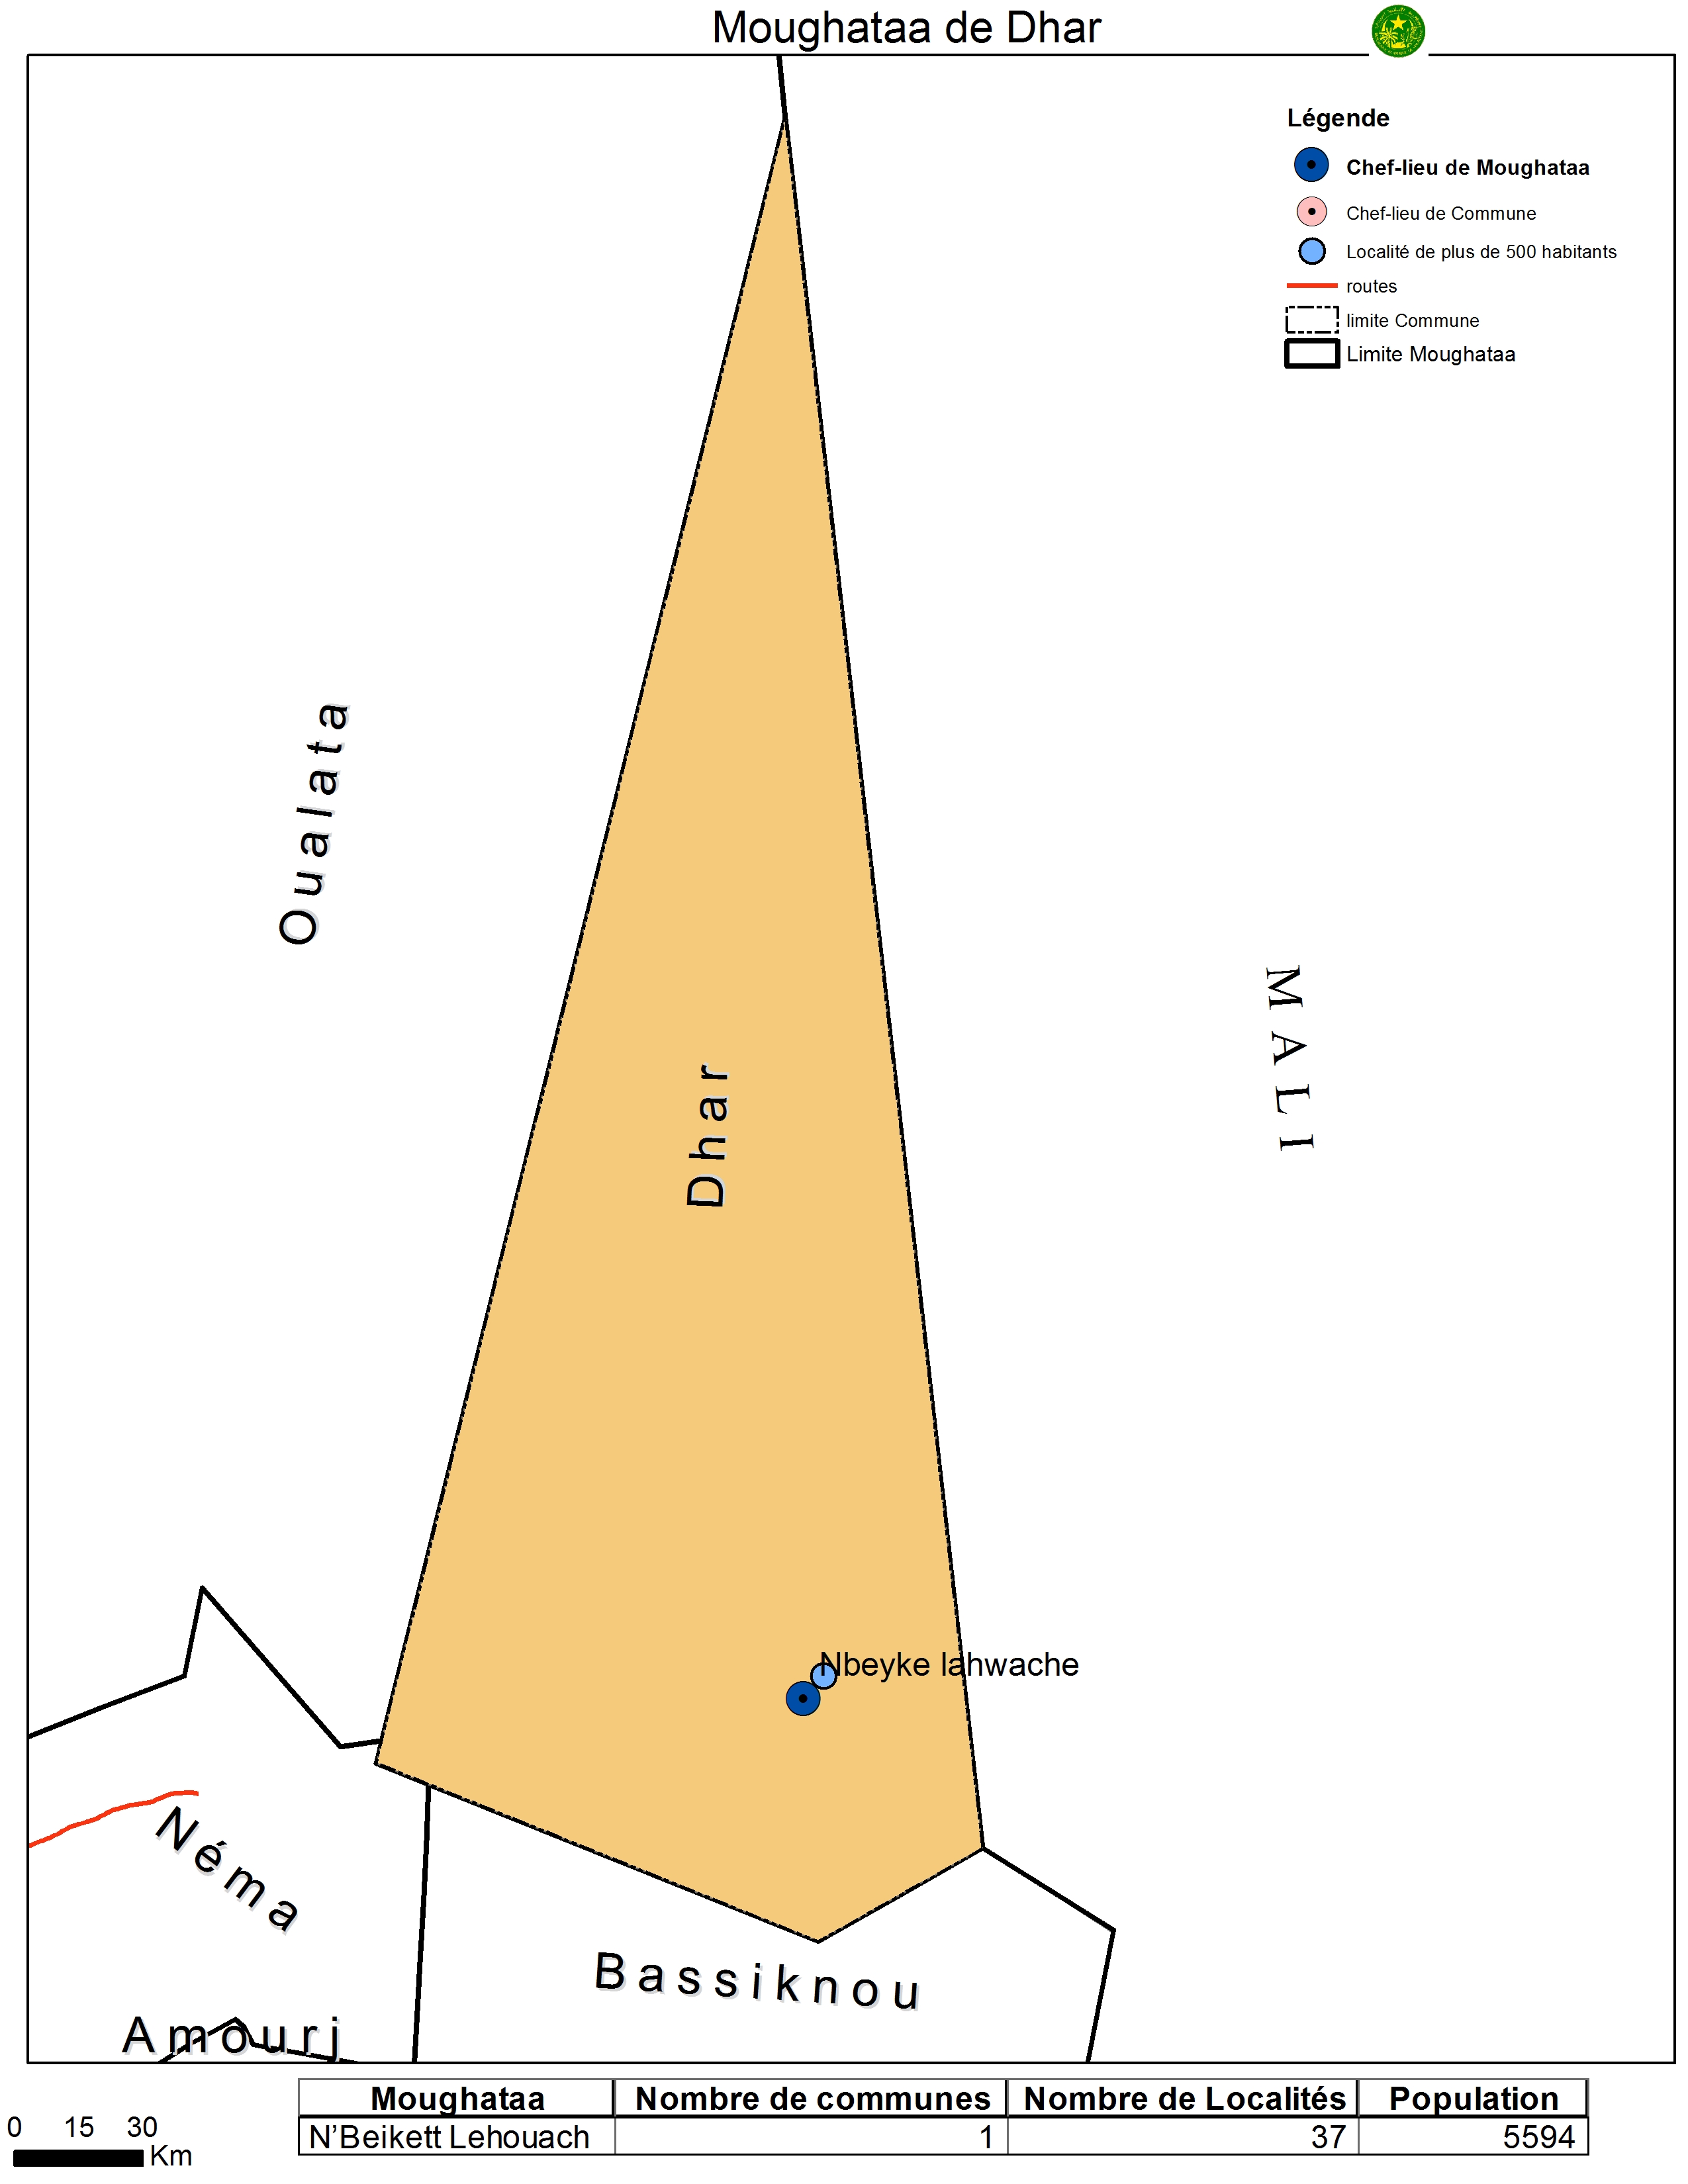 Moughataa de Dhar
Légende
Chef-lieu de Moughataa
Chef-lieu de Commune
Localité de plus de 500 habitants
routes
limite Commune
Limite Moughataa
Oualata
MALI
Dhar
Nbeyke lahwache
Néma
Bassiknou
Amourj
Moughataa Nombre de communes Nombre de Localités Population
N’Beikett Lehouach 1 37 5594
0 15 30
Km